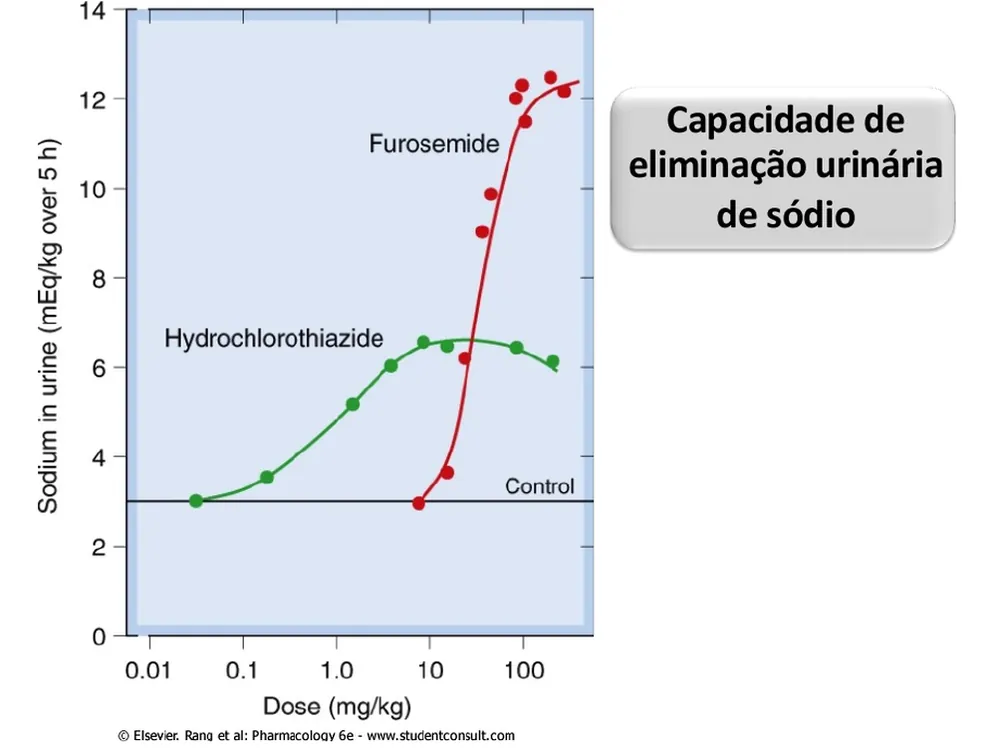 14
12
10
8
6
4
2
0
Sodium in urine (mEq/kg over 5 h)
Furosemide
Hydrochlorothiazide
Control
0.01 0.1 1.0 10 100
Dose (mg/kg)
© Elsevier. Rang et al: Pharmacology 6e - www.studentconsult.com
Capacidade de
eliminação urinária
de sódio